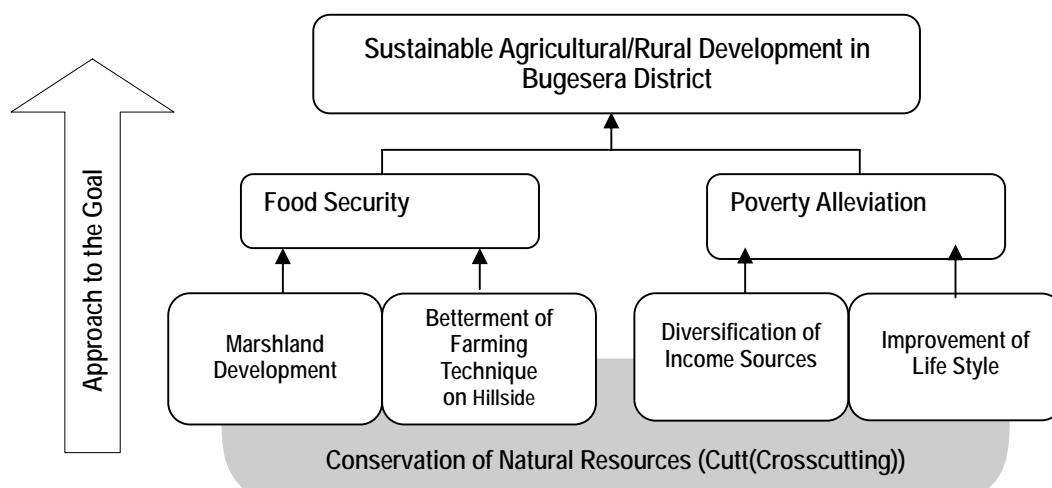 Sustainable Agricultural/Rural Development in
Bugesera District
Approach to the Goal
Food Security
Poverty Alleviation
Marshland
Development
Betterment of
Farming
Technique
on Hillside
Diversification of
Income Sources
Improvement of
Life Style
Conservation of Natural Resources (Cutt(Crosscutting))